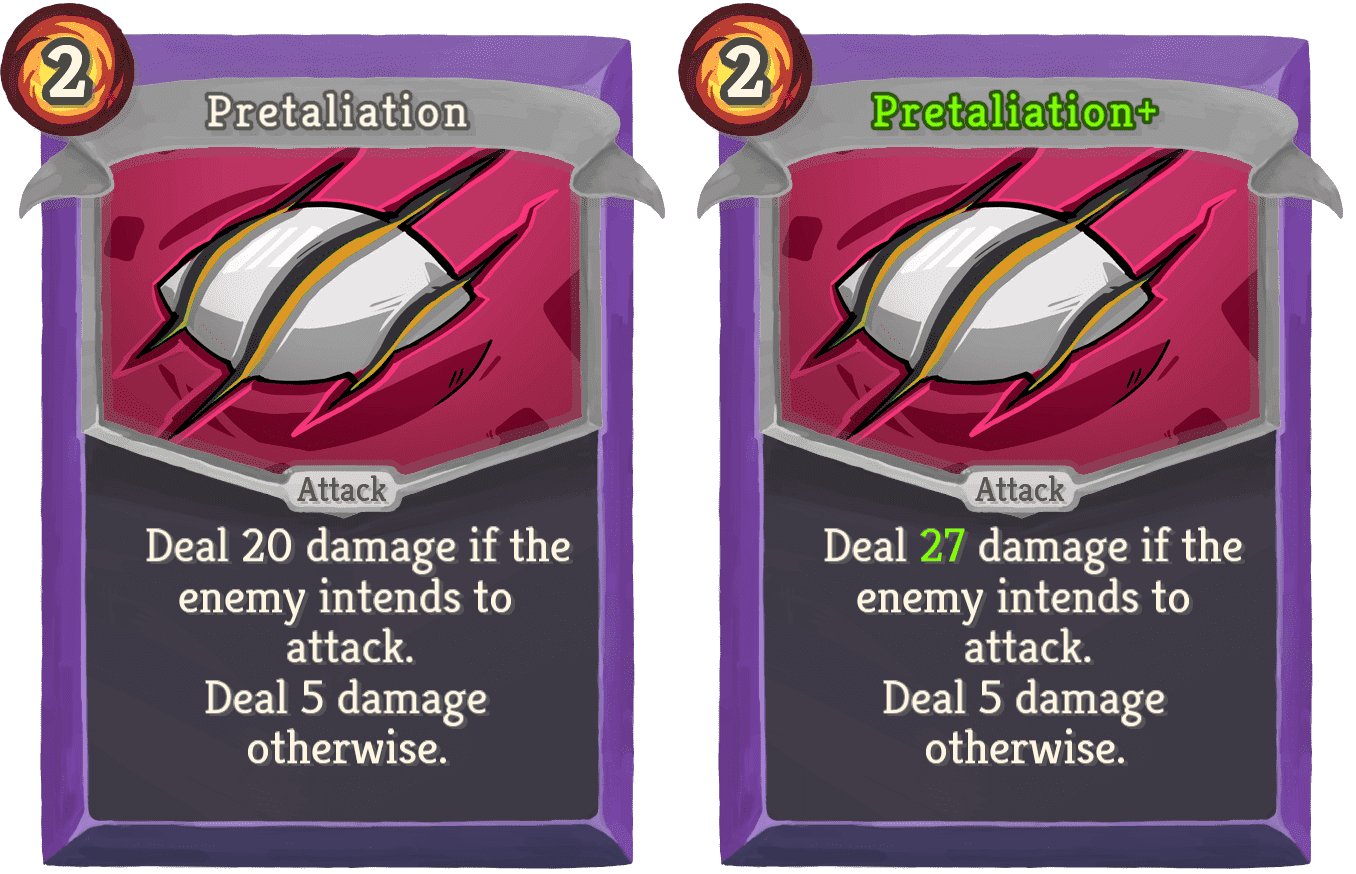 2
Pretaliation
Attack
Deal 20 damage if the
enemy intends to
attack.
Deal 5 damage
otherwise.
2
Pretaliation+
Attack
Deal 27 damage if the
enemy intends to
attack.
Deal 5 damage
otherwise.